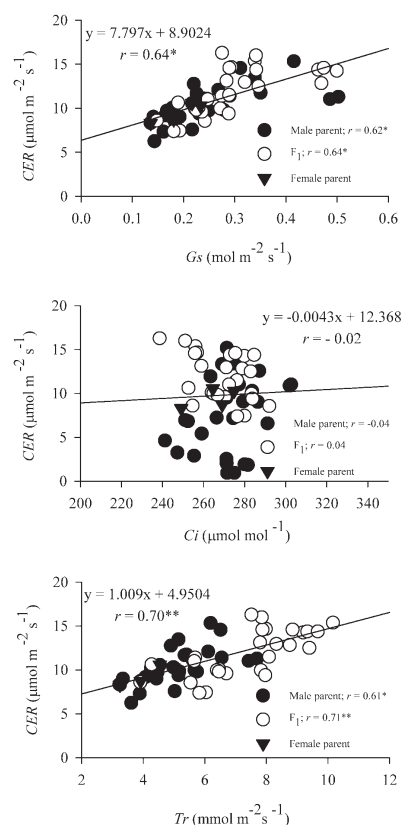 y = 7.797x + 8.9024
r = 0.64*
20
15
10
5
0
CER (µmol m⁻² s⁻¹)
Male parent; r = 0.62*
F₁; r = 0.64*
Female parent
0.0 0.1 0.2 0.3 0.4 0.5 0.6
Gs (mol m⁻² s⁻¹)
y = -0.0043x + 12.368
r = - 0.02
20
15
10
5
0
CER (µmol m⁻² s⁻¹)
Male parent; r = -0.04
F₁; r = 0.04
Female parent
200 220 240 260 280 300 320 340
Ci (µmol mol⁻¹)
y = 1.009x + 4.9504
r = 0.70**
20
15
10
5
0
CER (µmol m⁻² s⁻¹)
Male parent; r = 0.61*
F₁; r = 0.71**
Female parent
2 4 6 8 10 12
Tr (mmol m⁻²s⁻¹)